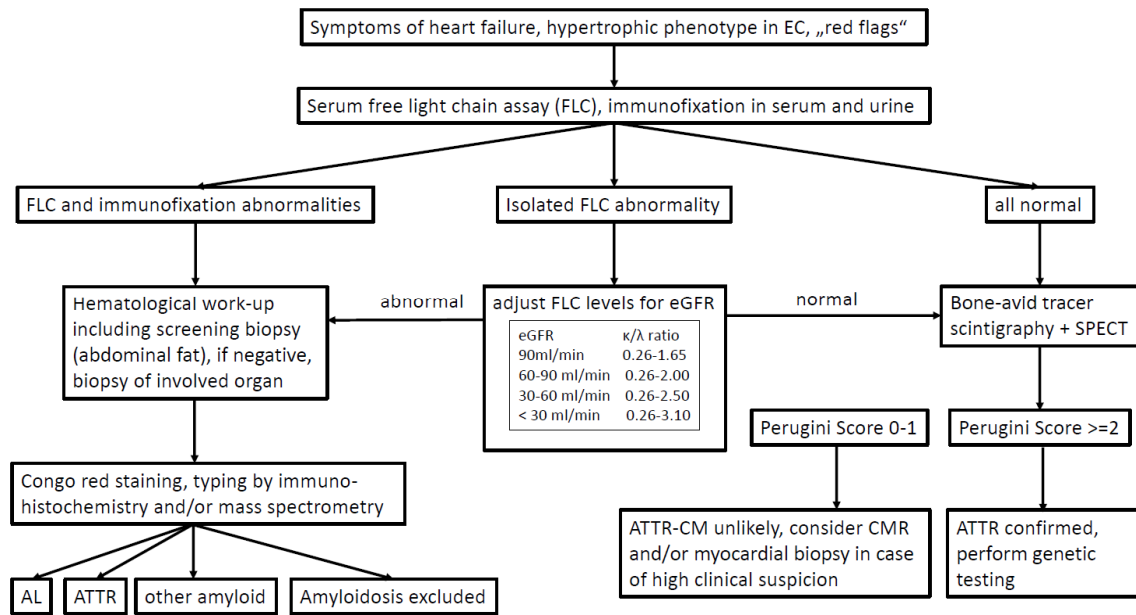 Symptoms of heart failure, hypertrophic phenotype in EC, „red flags“
Serum free light chain assay (FLC), immunofixation in serum and urine
FLC and immunofixation abnormalities
Isolated FLC abnormality
all normal
Hematological work-up
including screening biopsy
(abdominal fat), if negative,
biopsy of involved organ
abnormal
adjust FLC levels for eGFR
eGFR κ/λ ratio
90ml/min 0.26-1.65
60-90 ml/min 0.26-2.00
30-60 ml/min 0.26-2.50
< 30 ml/min 0.26-3.10
normal
Bone-avid tracer
scintigraphy + SPECT
Perugini Score 0-1
Perugini Score >=2
Congo red staining, typing by immuno-
histochemistry and/or mass spectrometry
ATTR-CM unlikely, consider CMR
and/or myocardial biopsy in case
of high clinical suspicion
ATTR confirmed,
perform genetic
testing
AL
ATTR
other amyloid
Amyloidosis excluded